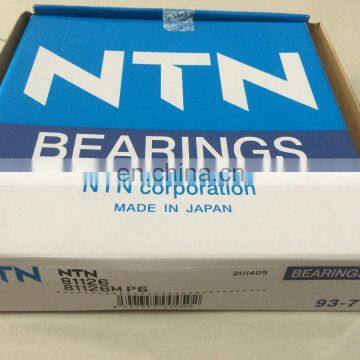 NTN
BEARINGS
en.china.cn
NTN corporation
MADE IN JAPAN
NTN
NTN
81126
81126M P6
2U1405
BEARINGS
93-7